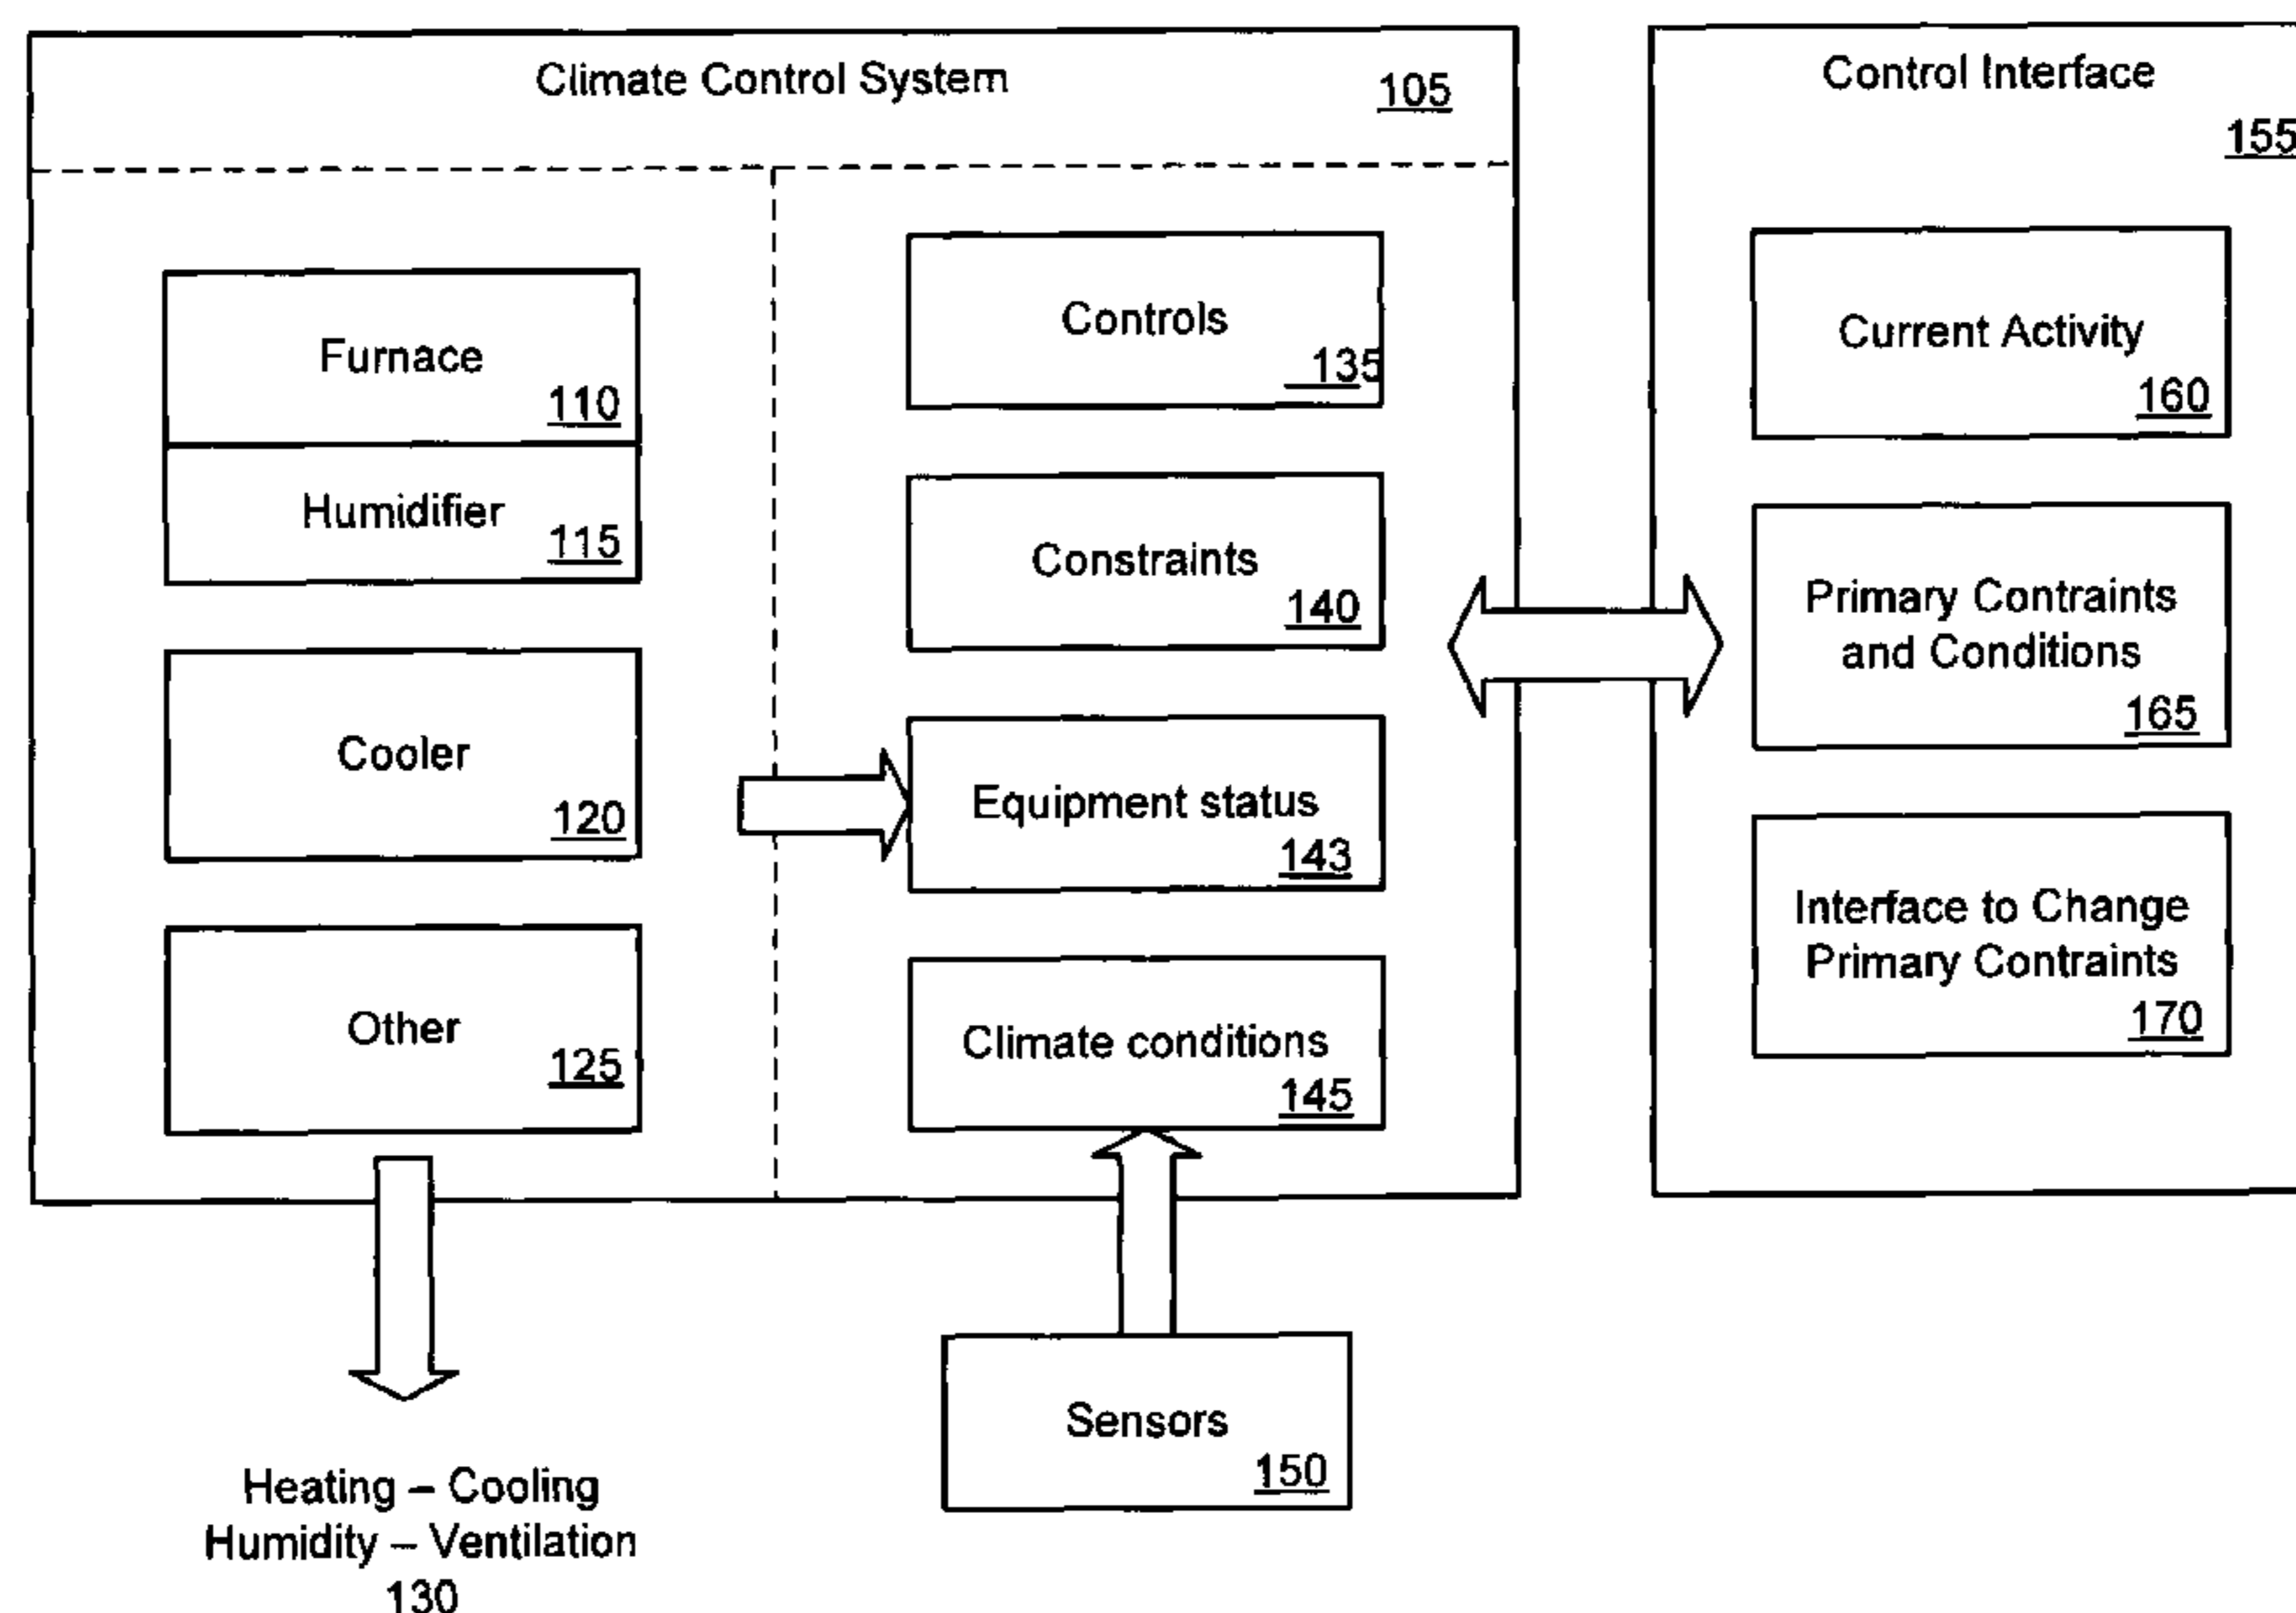 Climate Control System
105
Furnace
110
Humidifier
115
Cooler
120
Other
125
Heating – Cooling
Humidity – Ventilation
130
Controls
135
Constraints
140
Equipment status
143
Climate conditions
145
Sensors
150
Control Interface
155
Current Activity
160
Primary Contraints
and Conditions
165
Interface to Change
Primary Contraints
170